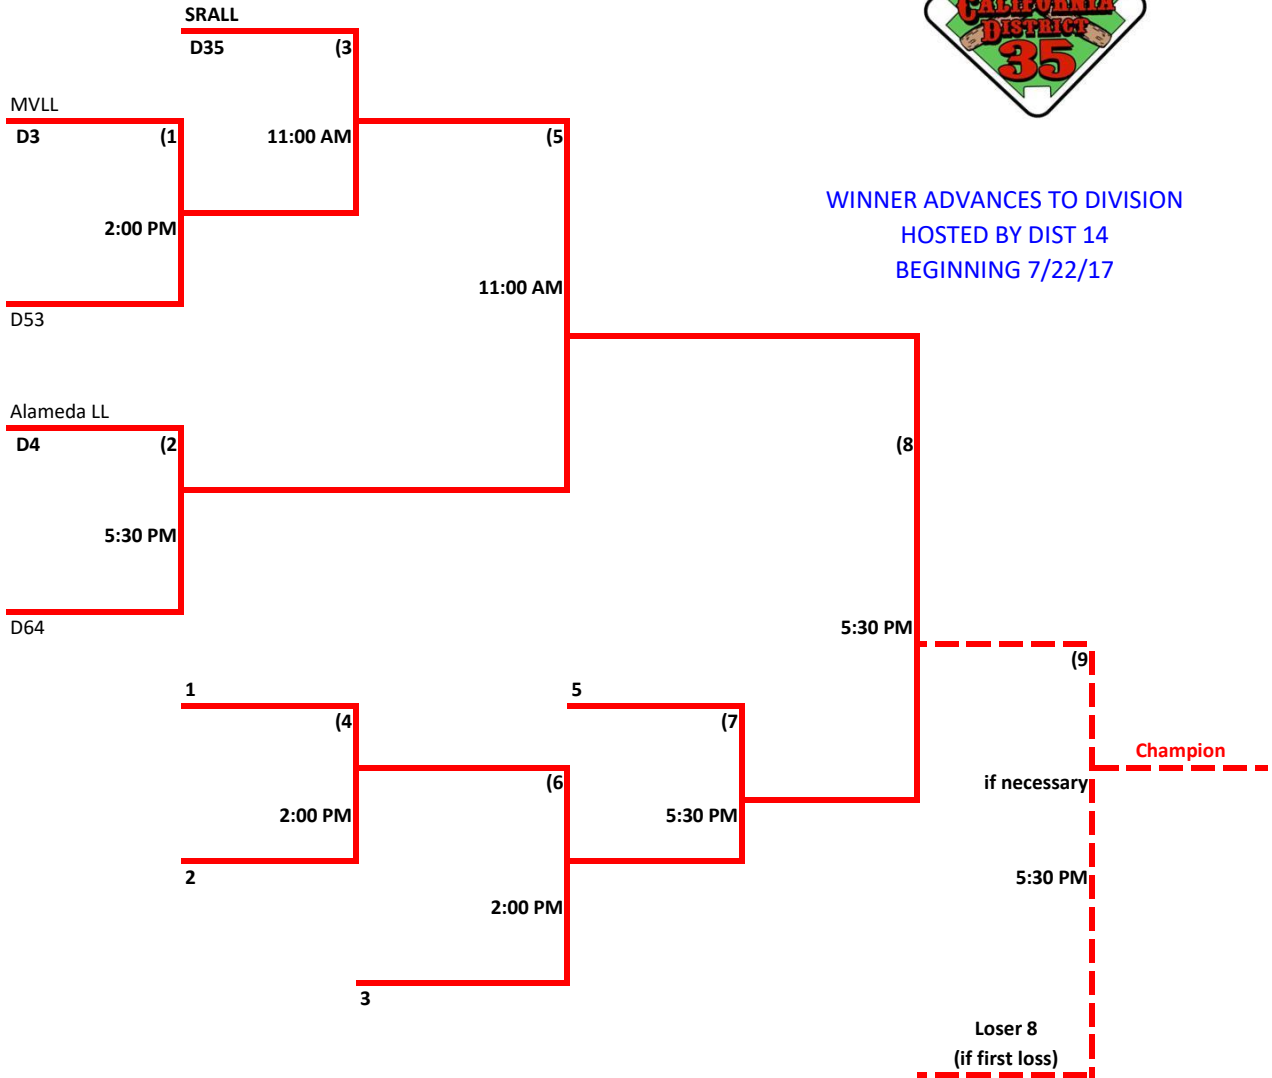 SRALL
D35
(3
CALIFORNIA
DISTRICT
35
MVLL
D3
(1
11:00 AM
(5
2:00 PM
WINNER ADVANCES TO DIVISION
HOSTED BY DIST 14
BEGINNING 7/22/17
11:00 AM
D53
Alameda LL
D4
(2
(8
5:30 PM
D64
5:30 PM
(9
1
5
(4
(7
Champion
(6
if necessary
2:00 PM
5:30 PM
2
5:30 PM
2:00 PM
3
Loser 8
(if first loss)